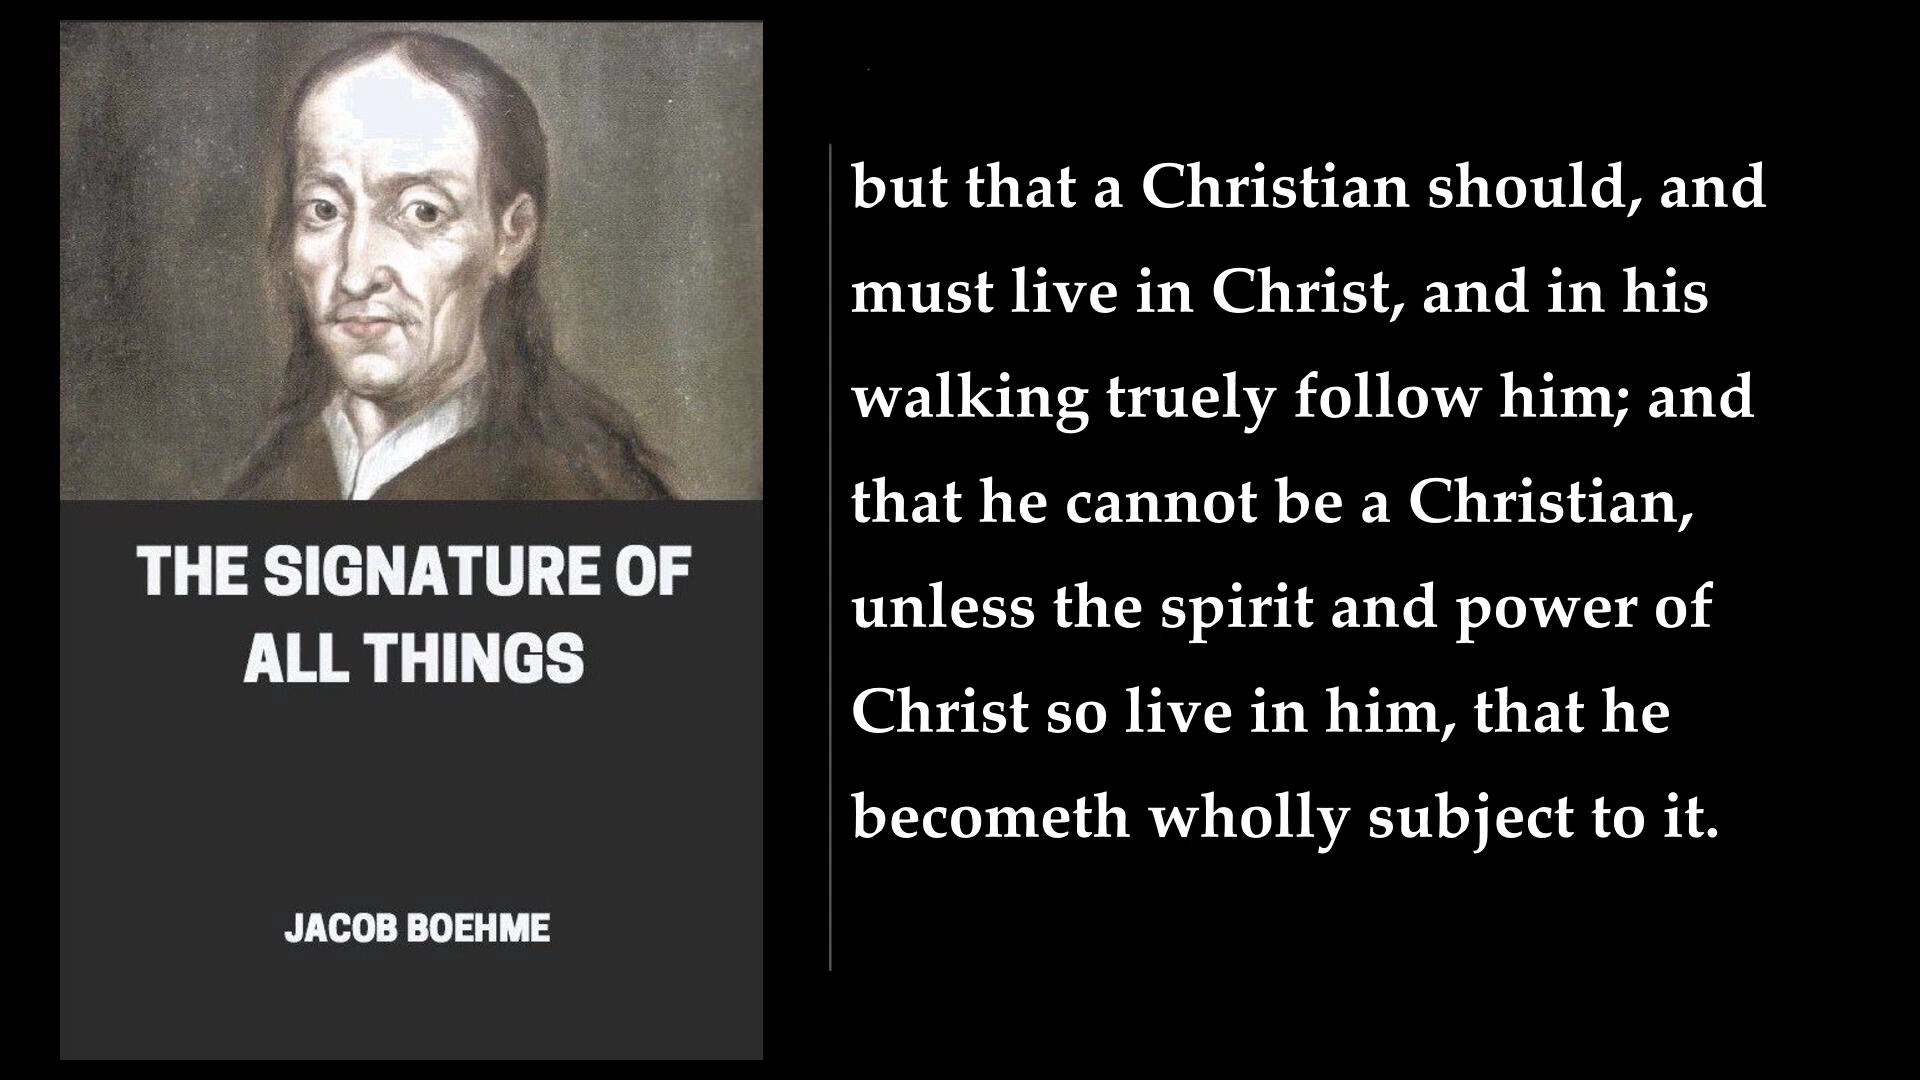 THE SIGNATURE OF
ALL THINGS
JACOB BOEHME
but that a Christian should, and
must live in Christ, and in his
walking truely follow him; and
that he cannot be a Christian,
unless the spirit and power of
Christ so live in him, that he
becometh wholly subject to it.